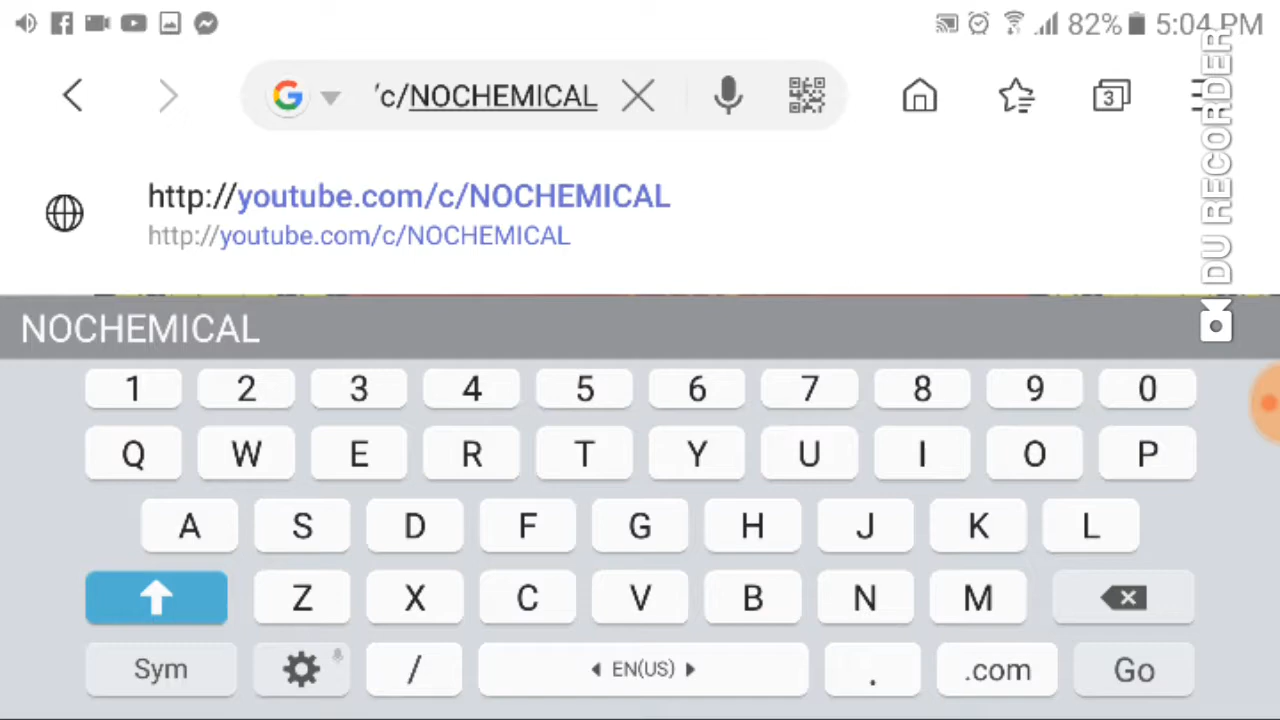 82% 5:04 PM
'c/NOCHEMICAL
3
http://youtube.com/c/NOCHEMICAL
http://youtube.com/c/NOCHEMICAL
DU RECORDER
NOCHEMICAL
1 2 3 4 5 6 7 8 9 0
Q W E R T Y U I O P
A S D F G H J K L
Z X C V B N M
Sym / EN(US) . .com Go